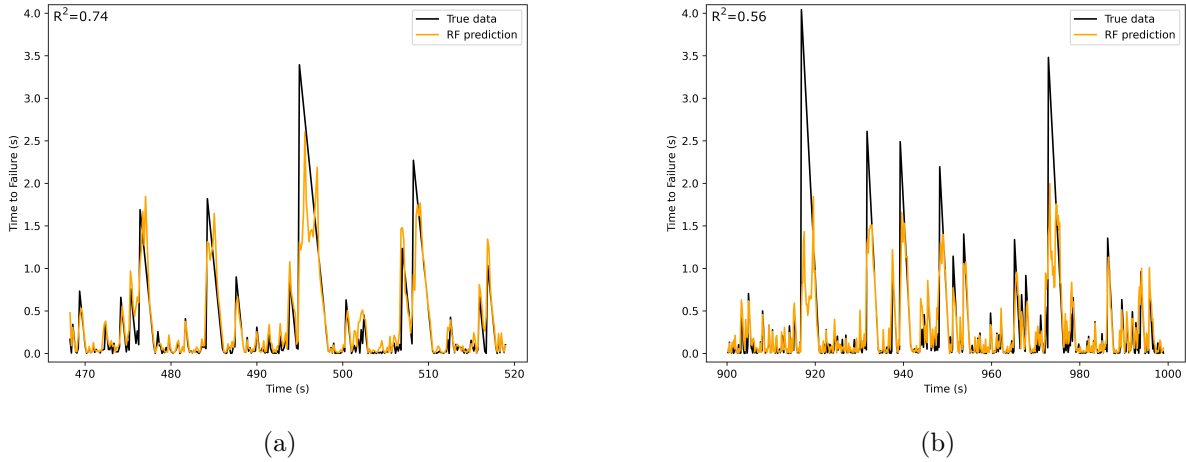 R²=0.74
True data
RF prediction
4.0
3.5
3.0
2.5
2.0
1.5
1.0
0.5
0.0
Time to Failure (s)
470 480 490 500 510 520
Time (s)
(a)
R²=0.56
True data
RF prediction
4.0
3.5
3.0
2.5
2.0
1.5
1.0
0.5
0.0
Time to Failure (s)
900 920 940 960 980 1000
Time (s)
(b)